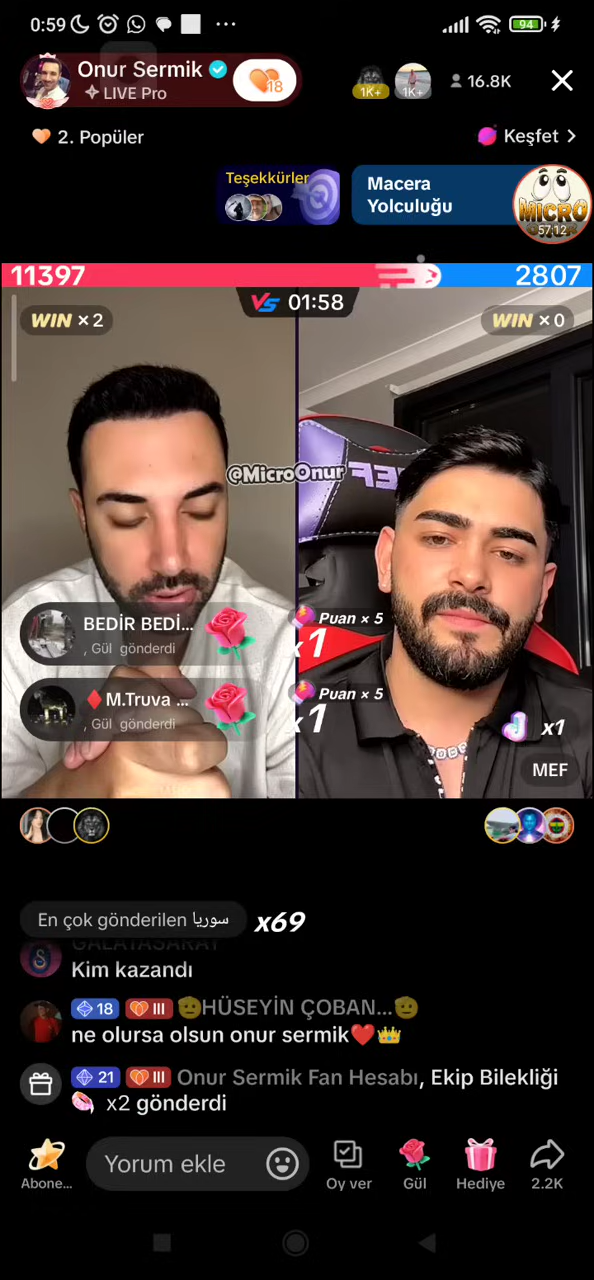 0:59
94
Onur Sermik
LIVE Pro
18
1K+
1K+
16.8K
2. Popüler
Keşfet
Teşekkürler
Macera
Yolculuğu
MICRO
ONUR
57:12
11397
2807
VS 01:58
WIN × 2
WIN × 0
@MicroOnur
MEF
BEDİR BEDİ...
, Gül gönderdi
Puan × 5
x1
M.Truva ...
, Gül gönderdi
Puan × 5
x1
x1
MEF
En çok gönderilen سوريا x69
GALATASARAY
Kim kazandı
18 III HÜSEYİN ÇOBAN...
ne olursa olsun onur sermik
21 III Onur Sermik Fan Hesabı, Ekip Bilekliği
x2 gönderdi
Abone...
Yorum ekle
Oy ver
Gül
Hediye
2.2K